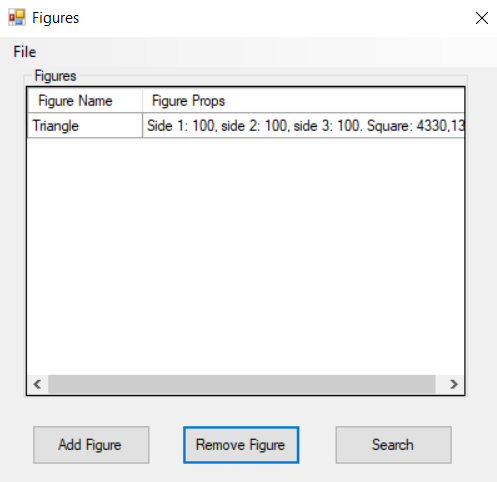 Figures
File
Figures
Figure Name Figure Props
Triangle Side 1: 100, side 2: 100, side 3: 100. Square: 4330,13
Add Figure Remove Figure Search